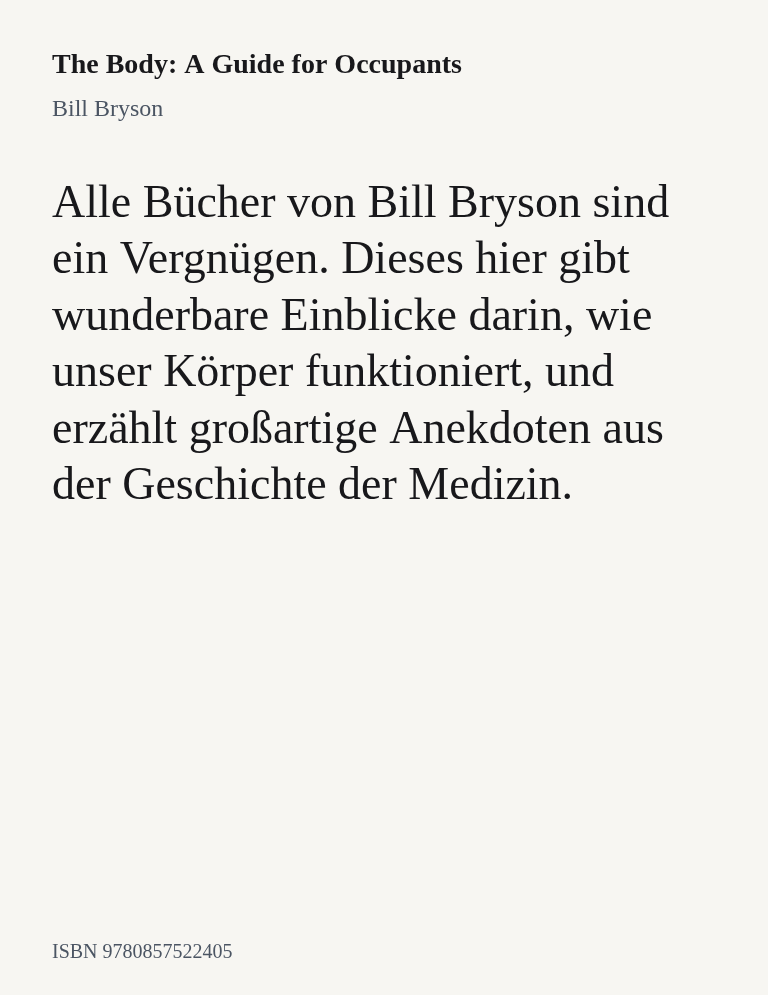 The Body: A Guide for Occupants
Bill Bryson
Alle Bücher von Bill Bryson sind
ein Vergnügen. Dieses hier gibt
wunderbare Einblicke darin, wie
unser Körper funktioniert, und
erzählt großartige Anekdoten aus
der Geschichte der Medizin.
ISBN 9780857522405